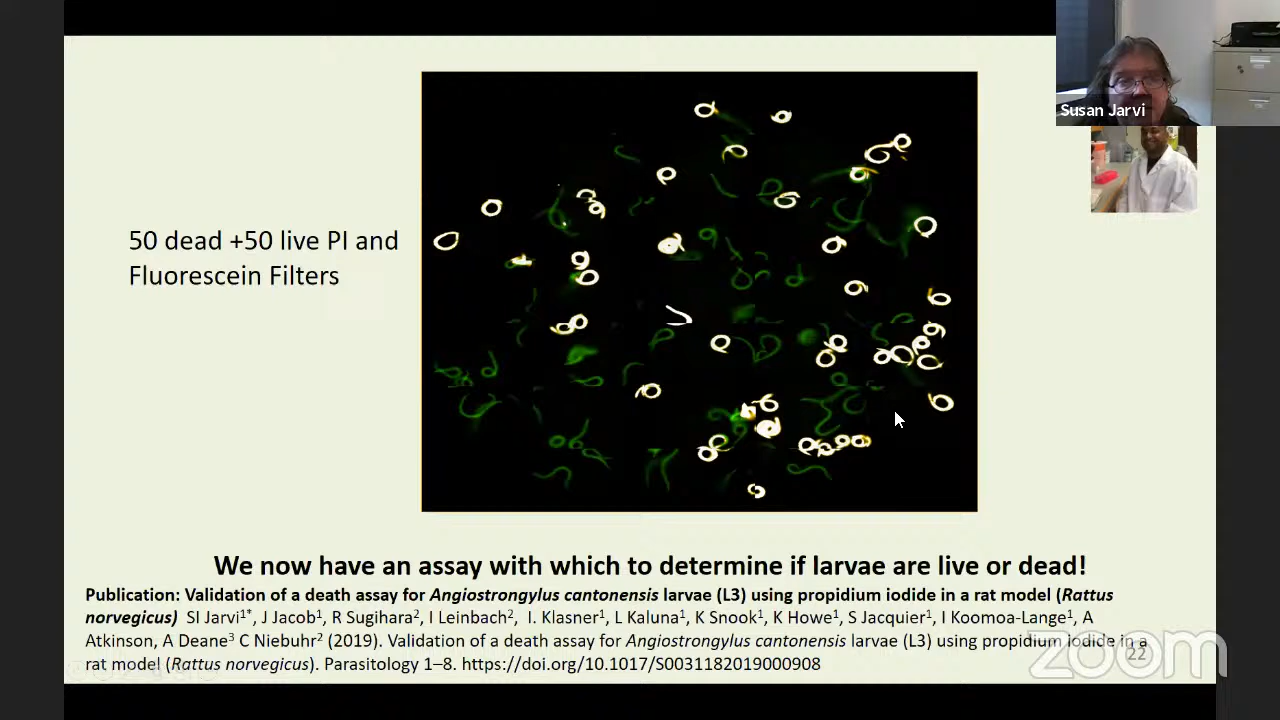 Susan Jarvi
50 dead +50 live PI and
Fluorescein Filters
We now have an assay with which to determine if larvae are live or dead!
Publication: Validation of a death assay for Angiostrongylus cantonensis larvae (L3) using propidium iodide in a rat model (Rattus
norvegicus) SI Jarvi1*, J Jacob1, R Sugihara2, I Leinbach2, I. Klasner1, L Kaluna1, K Snook1, K Howe1, S Jacquier1, I Koomoa-Lange1, A
Atkinson, A Deane3 C Niebuhr2 (2019). Validation of a death assay for Angiostrongylus cantonensis larvae (L3) using propidium iodide in a
rat model (Rattus norvegicus). Parasitology 1–8. https://doi.org/10.1017/S0031182019000908
22
zoom